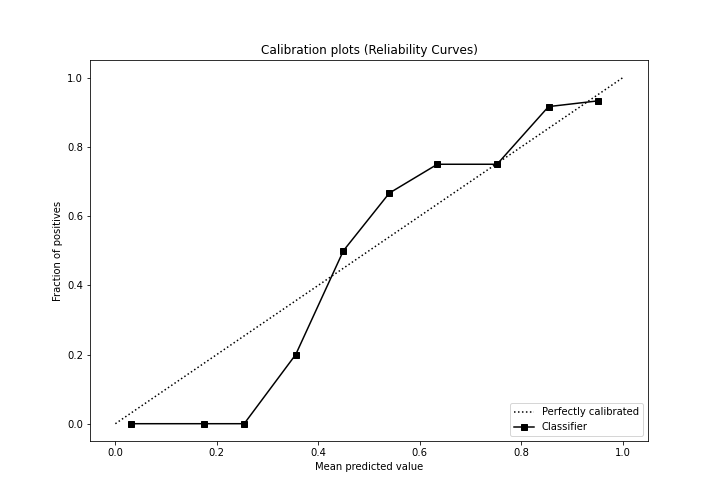 Calibration plots (Reliability Curves)
1.0
0.8
0.6
0.4
0.2
0.0
Fraction of positives
0.0 0.2 0.4 0.6 0.8 1.0
Mean predicted value
Perfectly calibrated
Classifier